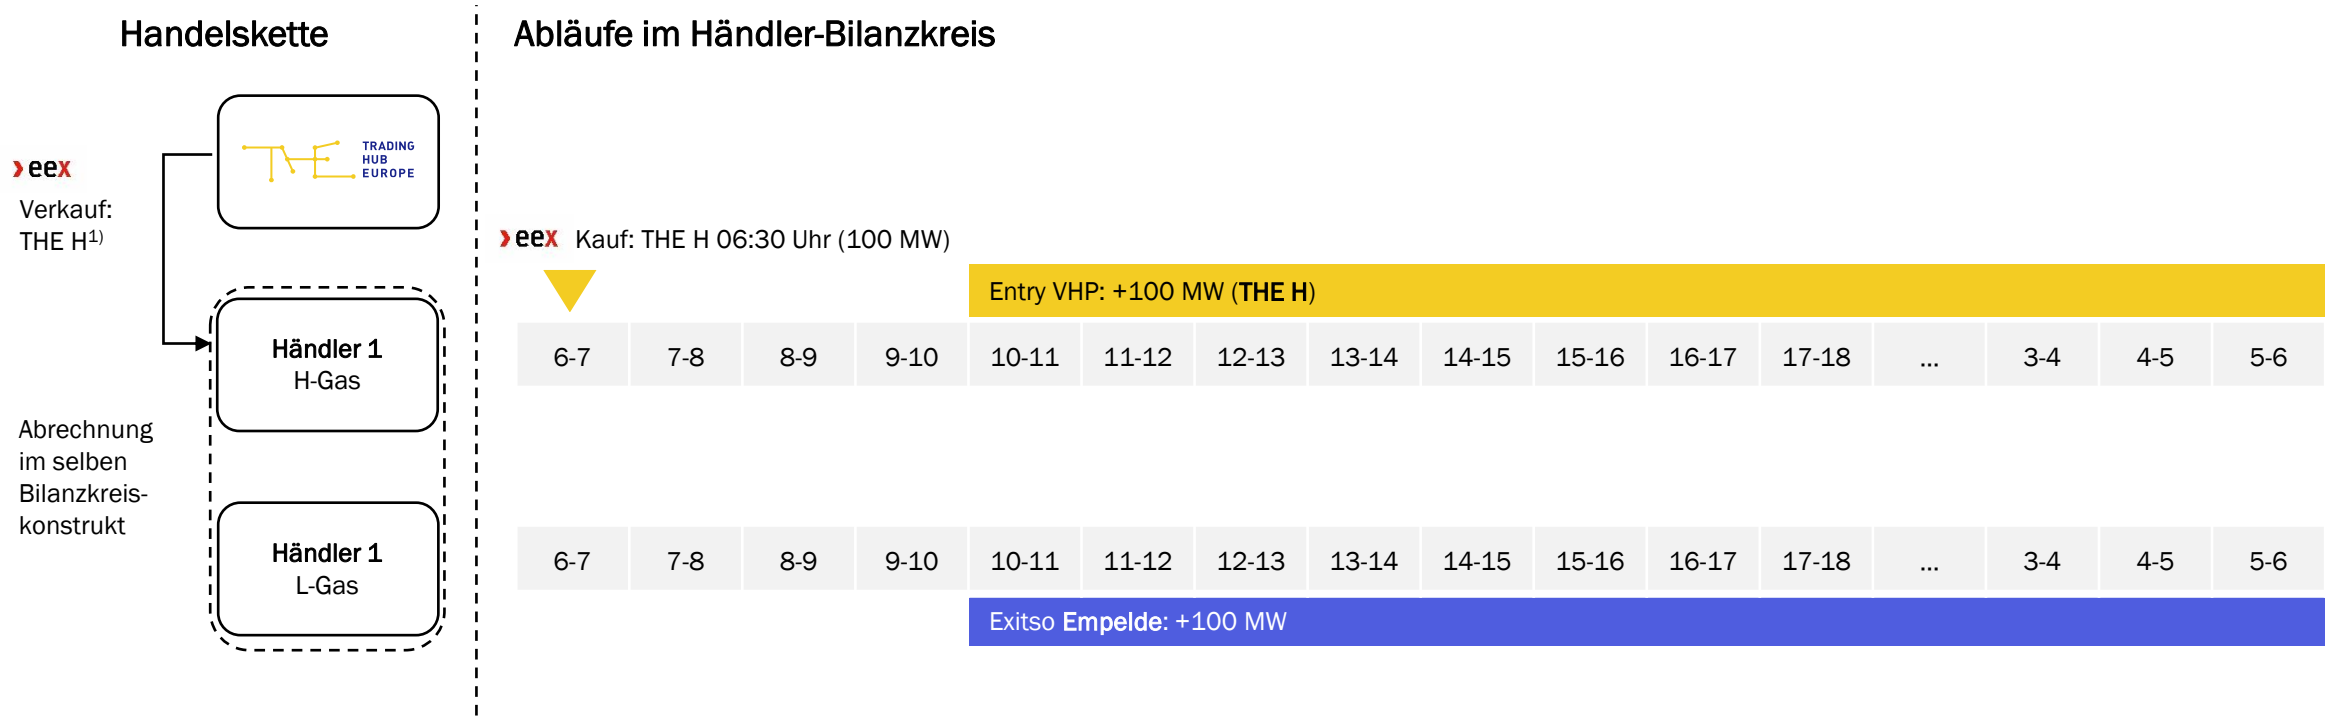 Handelskette
Abläufe im Händler-Bilanzkreis
TRADING
HUB
EUROPE
eex
Verkauf:
THE H1)
eex Kauf: THE H 06:30 Uhr (100 MW)
Entry VHP: +100 MW (THE H)
Händler 1
H-Gas
6-7 7-8 8-9 9-10 10-11 11-12 12-13 13-14 14-15 15-16 16-17 17-18 ... 3-4 4-5 5-6
Abrechnung
im selben
Bilanzkreis-
konstrukt
Händler 1
L-Gas
6-7 7-8 8-9 9-10 10-11 11-12 12-13 13-14 14-15 15-16 16-17 17-18 ... 3-4 4-5 5-6
Exitso Empelde: +100 MW